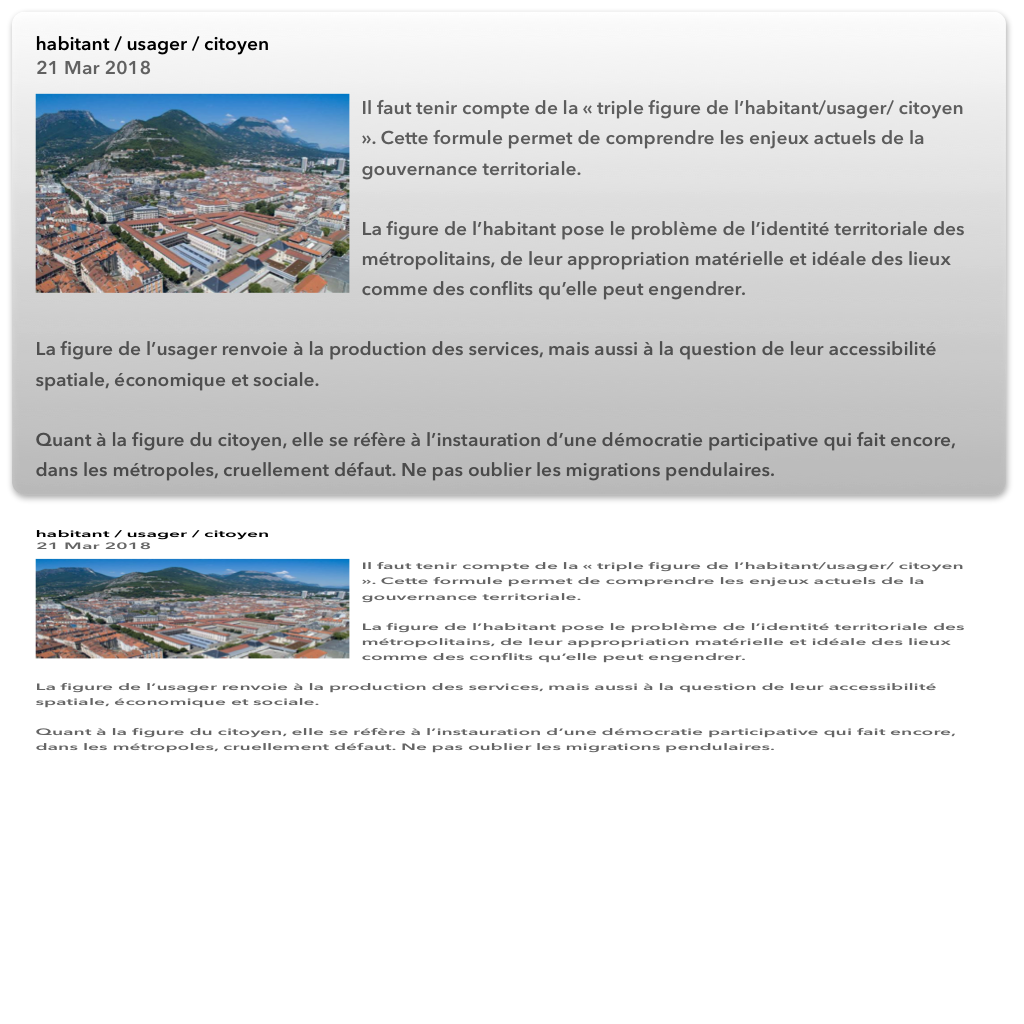 habitant / usager / citoyen
21 Mar 2018
Il faut tenir compte de la « triple figure de l’habitant/usager/ citoyen
». Cette formule permet de comprendre les enjeux actuels de la
gouvernance territoriale.
La figure de l’habitant pose le problème de l’identité territoriale des
métropolitains, de leur appropriation matérielle et idéale des lieux
comme des conflits qu’elle peut engendrer.
La figure de l’usager renvoie à la production des services, mais aussi à la question de leur accessibilité
spatiale, économique et sociale.
Quant à la figure du citoyen, elle se réfère à l’instauration d’une démocratie participative qui fait encore,
dans les métropoles, cruellement défaut. Ne pas oublier les migrations pendulaires.
habitant / usager / citoyen
21 Mar 2018
Il faut tenir compte de la « triple figure de l’habitant/usager/ citoyen
». Cette formule permet de comprendre les enjeux actuels de la
gouvernance territoriale.
La figure de l’habitant pose le problème de l’identité territoriale des
métropolitains, de leur appropriation matérielle et idéale des lieux
comme des conflits qu’elle peut engendrer.
La figure de l’usager renvoie à la production des services, mais aussi à la question de leur accessibilité
spatiale, économique et sociale.
Quant à la figure du citoyen, elle se réfère à l’instauration d’une démocratie participative qui fait encore,
dans les métropoles, cruellement défaut. Ne pas oublier les migrations pendulaires.